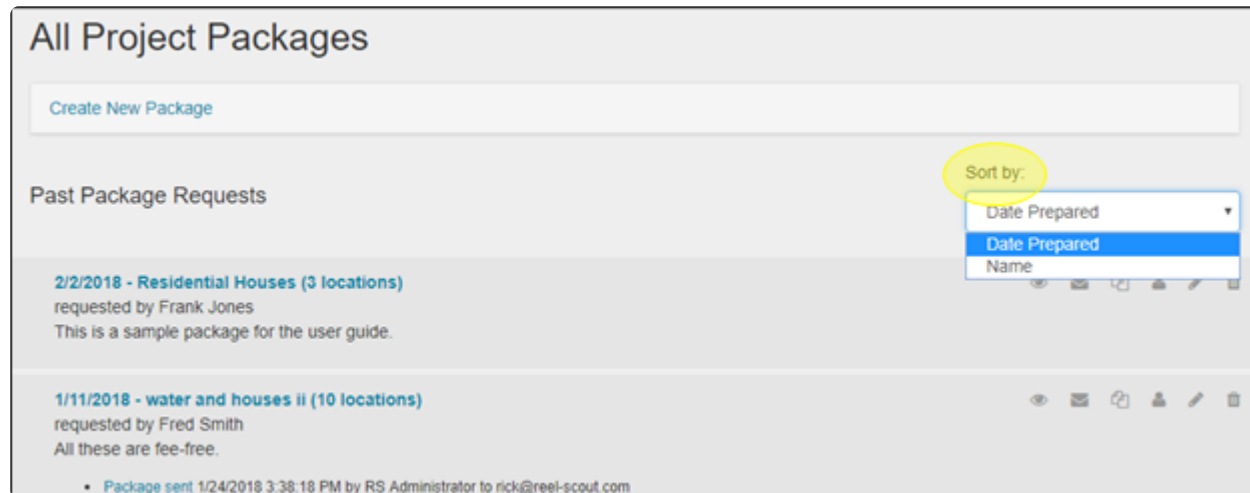 All Project Packages
Create New Package
Sort by:
Past Package Requests
Date Prepared
Date Prepared
Name
2/2/2018 - Residential Houses (3 locations)
requested by Frank Jones
This is a sample package for the user guide.
1/11/2018 - water and houses ii (10 locations)
requested by Fred Smith
All these are fee-free.
• Package sent 1/24/2018 3:38:18 PM by RS Administrator to rick@reel-scout.com